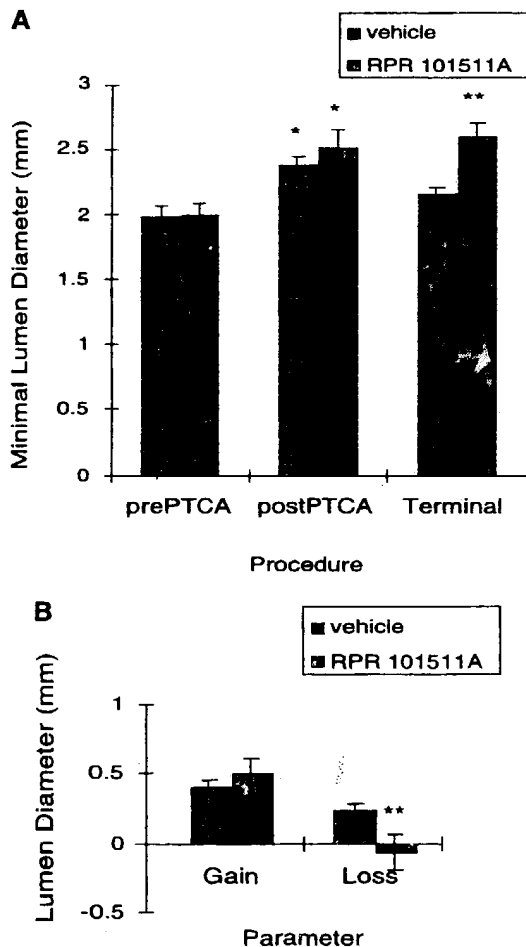 A
vehicle
RPR 101511A
Minimal Lumen Diameter (mm)
3
2.5
2
1.5
1
0.5
0
*
*
**
prePTCA postPTCA Terminal
Procedure
B
vehicle
RPR 101511A
Lumen Diameter (mm)
1
0.5
0
-0.5
**
Gain Loss
Parameter